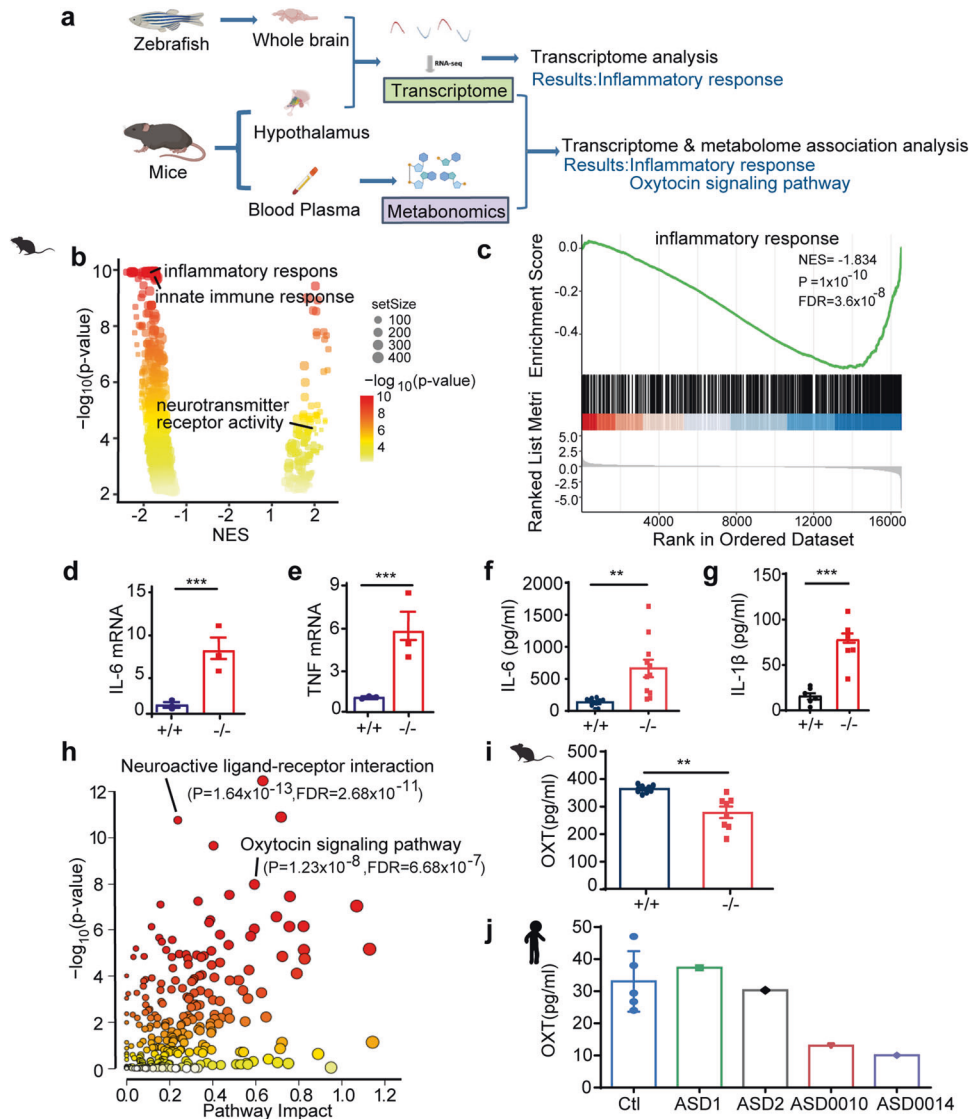 a
Zebrafish
Whole brain
RNA-seq
Transcriptome
Transcriptome analysis
Results:Inflammatory response
Mice
Hypothalamus
Blood Plasma
Metabonomics
Transcriptome & metabolome association analysis
Results:Inflammatory response
Oxytocin signaling pathway
b
inflammatory respons
innate immune response
neurotransmitter
receptor activity
−log10(p-value)
10
8
6
4
2
-2 -1 0 1 2
NES
setSize
100
200
300
400
−log10(p-value)
10
8
6
4
c
inflammatory response
NES= -1.834
P =1x10-10
FDR=3.6x10-8
Enrichment Score
0.0
-0.2
-0.4
Ranked List Metri
5.0
2.5
0.0
-2.5
-5.0
4000 8000 12000 16000
Rank in Ordered Dataset
d
***
IL-6 mRNA
15
10
5
0
+/+ -/-
e
***
TNF mRNA
9
6
3
0
+/+ -/-
f
**
IL-6 (pg/ml)
2000
1500
1000
500
0
+/+ -/-
g
***
IL-1β (pg/ml)
150
100
50
0
+/+ -/-
h
Neuroactive ligand-receptor interaction
(P=1.64x10-13,FDR=2.68x10-11)
Oxytocin signaling pathway
(P=1.23x10-8,FDR=6.68x10-7)
−log10(p-value)
12
10
8
6
4
2
0
0.0 0.2 0.4 0.6 0.8 1.0 1.2
Pathway Impact
i
**
OXT(pg/ml)
400
300
200
100
0
+/+ -/-
j
OXT(pg/ml)
50
40
30
20
10
0
Ctl ASD1 ASD2 ASD0010 ASD0014